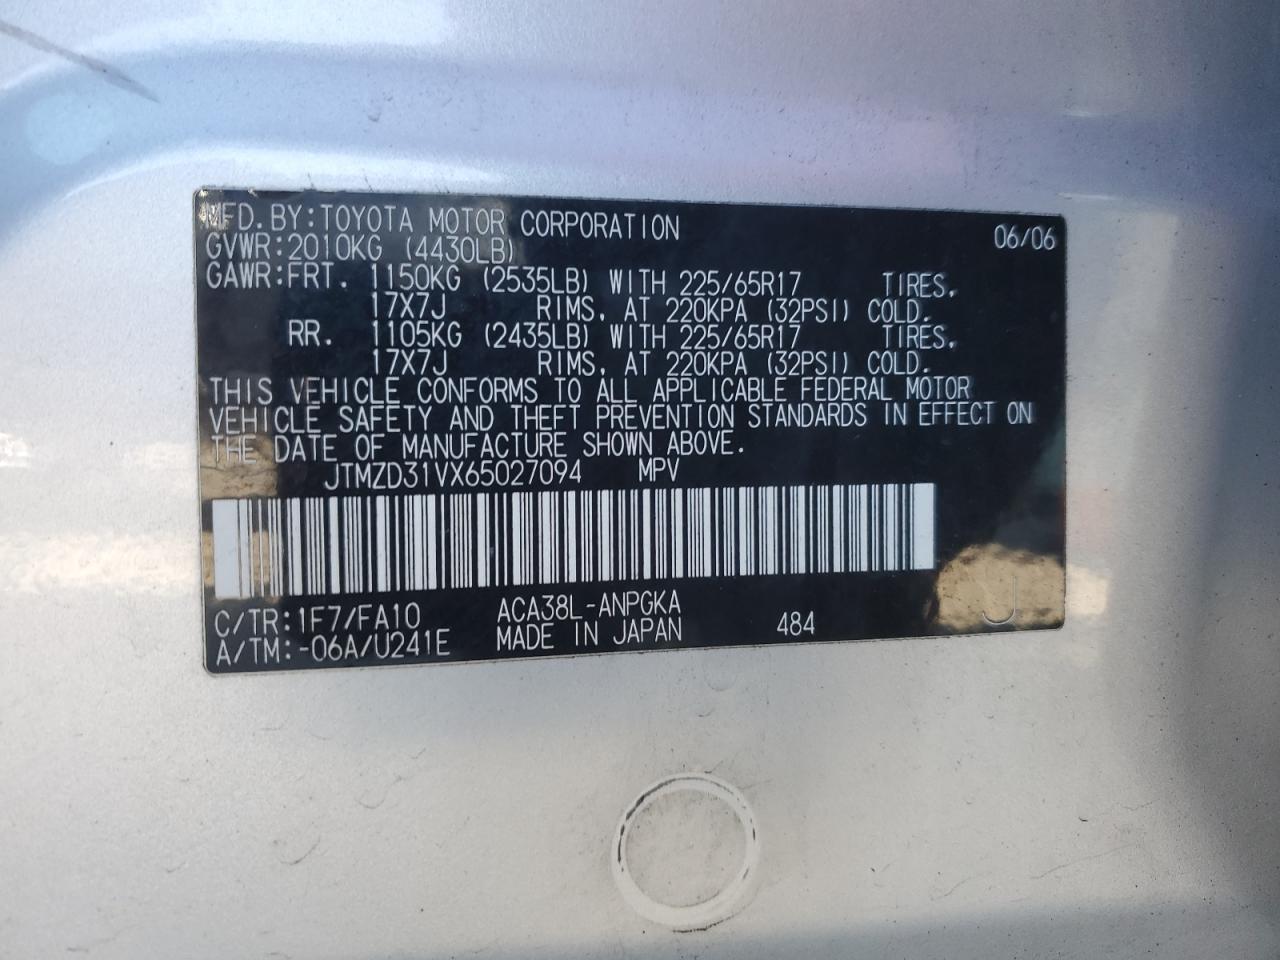 MFD.BY:TOYOTA MOTOR CORPORATION 06/06
GVWR:2010KG (4430LB)
GAWR:FRT. 1150KG (2535LB) WITH 225/65R17 TIRES,
17X7J RIMS, AT 220KPA (32PSI) COLD.
RR. 1105KG (2435LB) WITH 225/65R17 TIRES,
17X7J RIMS, AT 220KPA (32PSI) COLD.
THIS VEHICLE CONFORMS TO ALL APPLICABLE FEDERAL MOTOR
VEHICLE SAFETY AND THEFT PREVENTION STANDARDS IN EFFECT ON
THE DATE OF MANUFACTURE SHOWN ABOVE.
JTMZD31VX65027094 MPV
C/TR:1F7/FA10 ACA38L-ANPGKA
A/TM:-06A/U241E MADE IN JAPAN 484 J